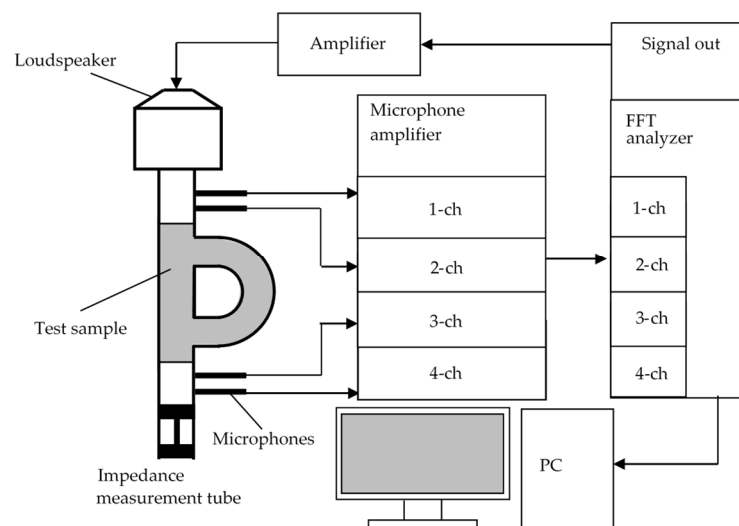 Amplifier
Signal out
Loudspeaker
Microphone
amplifier
FFT
analyzer
1-ch
2-ch
3-ch
4-ch
1-ch
2-ch
3-ch
4-ch
Test sample
Microphones
Impedance
measurement tube
PC